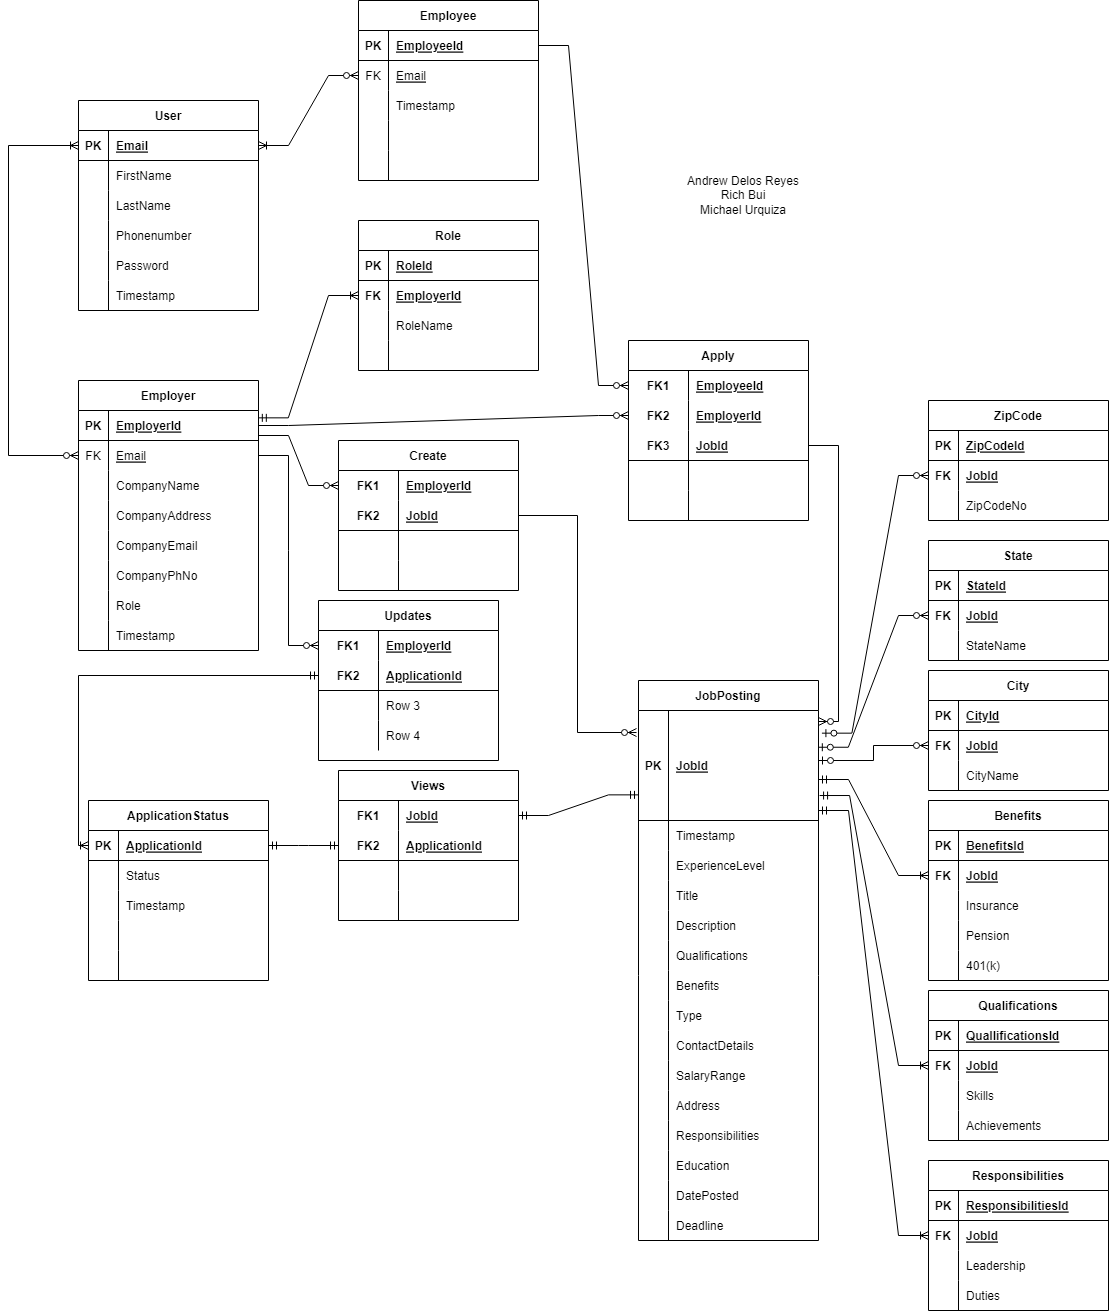 Employee
PK EmployeeId
FK Email
Timestamp
User
PK Email
FirstName
LastName
Phonenumber
Password
Timestamp
Andrew Delos Reyes
Rich Bui
Michael Urquiza
Role
PK RoleId
FK EmployerId
RoleName
Apply
FK1 EmployeeId
FK2 EmployerId
FK3 JobId
Employer
PK EmployerId
FK Email
CompanyName
CompanyAddress
CompanyEmail
CompanyPhNo
Role
Timestamp
Create
FK1 EmployerId
FK2 JobId
Updates
FK1 EmployerId
FK2 ApplicationId
Row 3
Row 4
Views
FK1 JobId
FK2 ApplicationId
ApplicationStatus
PK ApplicationId
Status
Timestamp
JobPosting
PK JobId
Timestamp
ExperienceLevel
Title
Description
Qualifications
Benefits
Type
ContactDetails
SalaryRange
Address
Responsibilities
Education
DatePosted
Deadline
ZipCode
PK ZipCodeId
FK JobId
ZipCodeNo
State
PK StateId
FK JobId
StateName
City
PK CityId
FK JobId
CityName
Benefits
PK BenefitsId
FK JobId
Insurance
Pension
401(k)
Qualifications
PK QuallificationsId
FK JobId
Skills
Achievements
Responsibilities
PK ResponsibilitiesId
FK JobId
Leadership
Duties